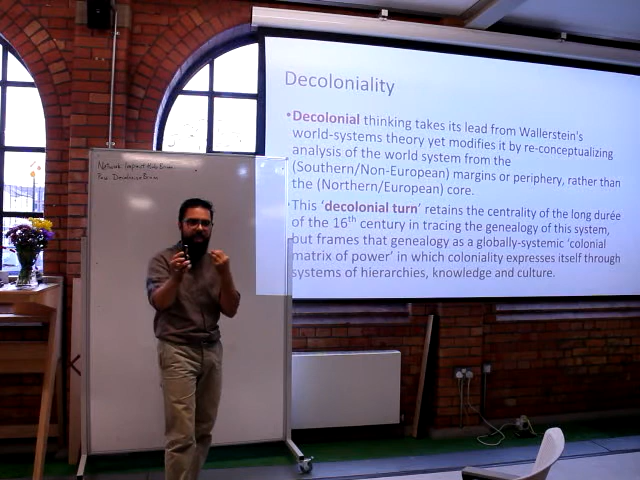 Decoloniality
•Decolonial thinking takes its lead from Wallerstein's
world-systems theory yet modifies it by re-conceptualizing
analysis of the world system from the
(Southern/Non-European) margins or periphery, rather than
the (Northern/European) core.
•This ‘decolonial turn’ retains the centrality of the long durée
of the 16th century in tracing the genealogy of this system,
but frames that genealogy as a globally-systemic ‘colonial
matrix of power’ in which coloniality expresses itself through
systems of hierarchies, knowledge and culture.
Network: